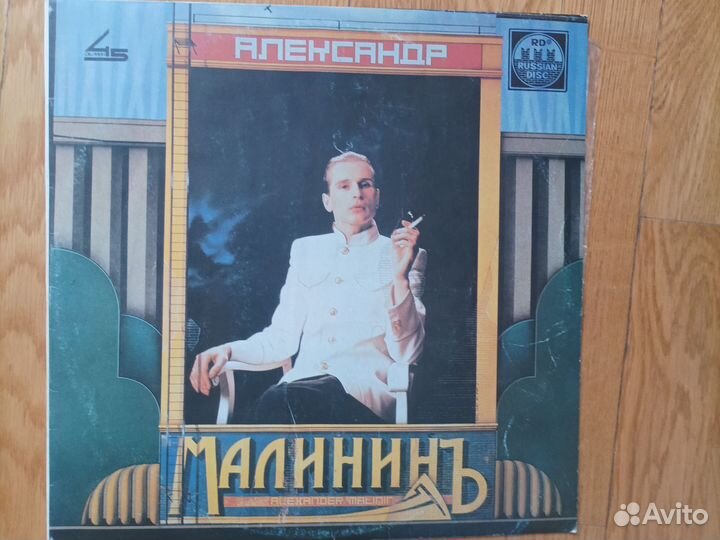 АЛЕКСАНДР
RD
RUSSIAN
DISC
МАЛИНИНЪ
ALEXANDER MALININ
Avito